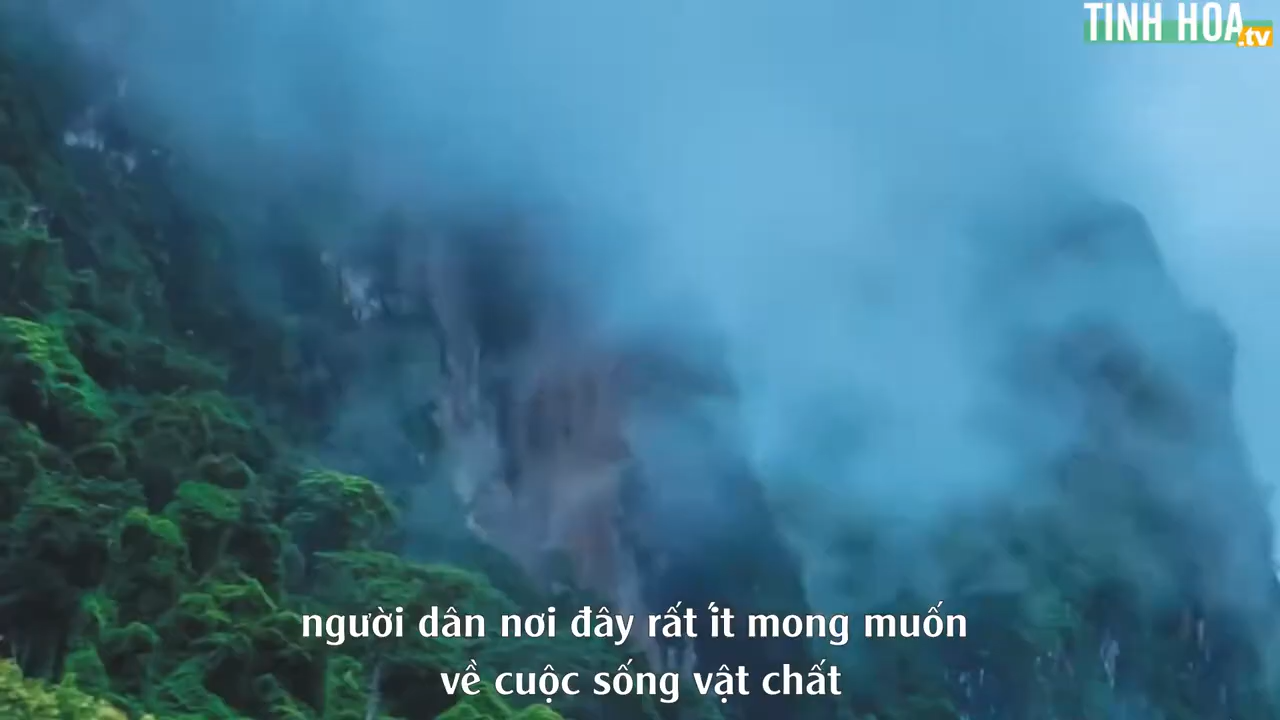 TINH HOA
.tv
người dân nơi đây rất ít mong muốn
về cuộc sống vật chất